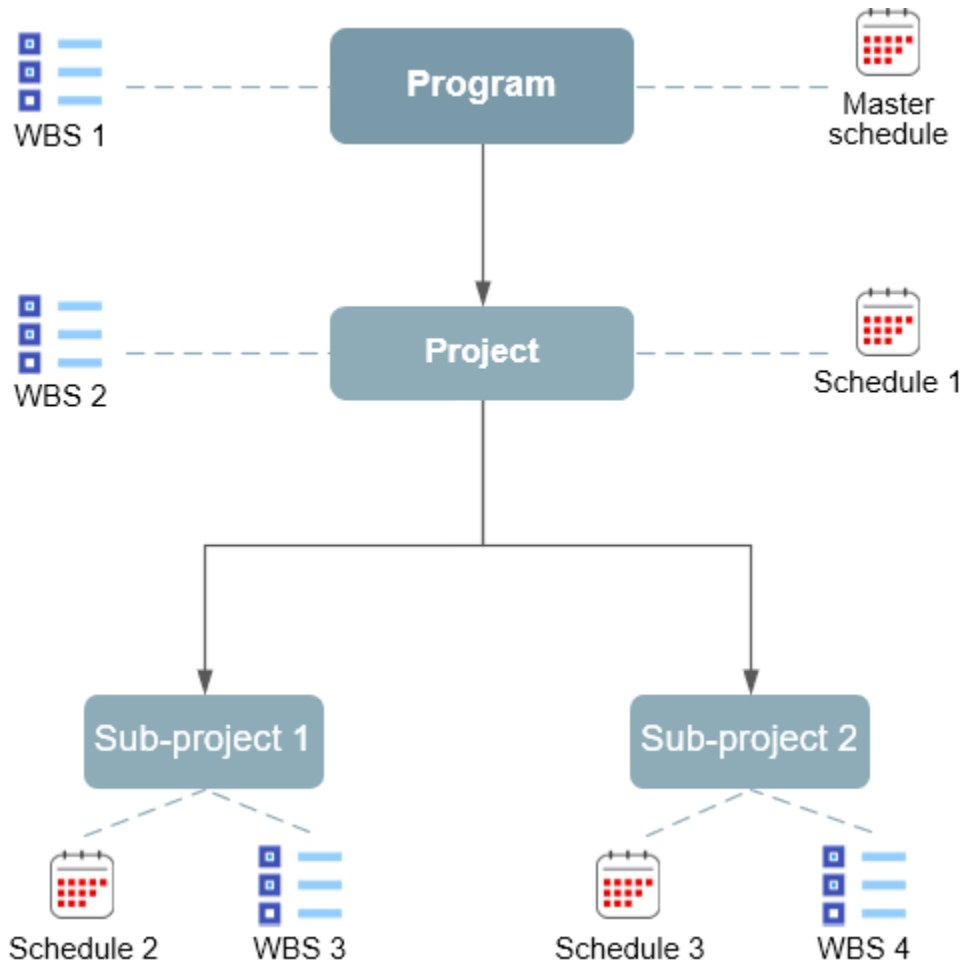 Program
WBS 1
Master
schedule
Project
WBS 2
Schedule 1
Sub-project 1
Sub-project 2
Schedule 2
WBS 3
Schedule 3
WBS 4